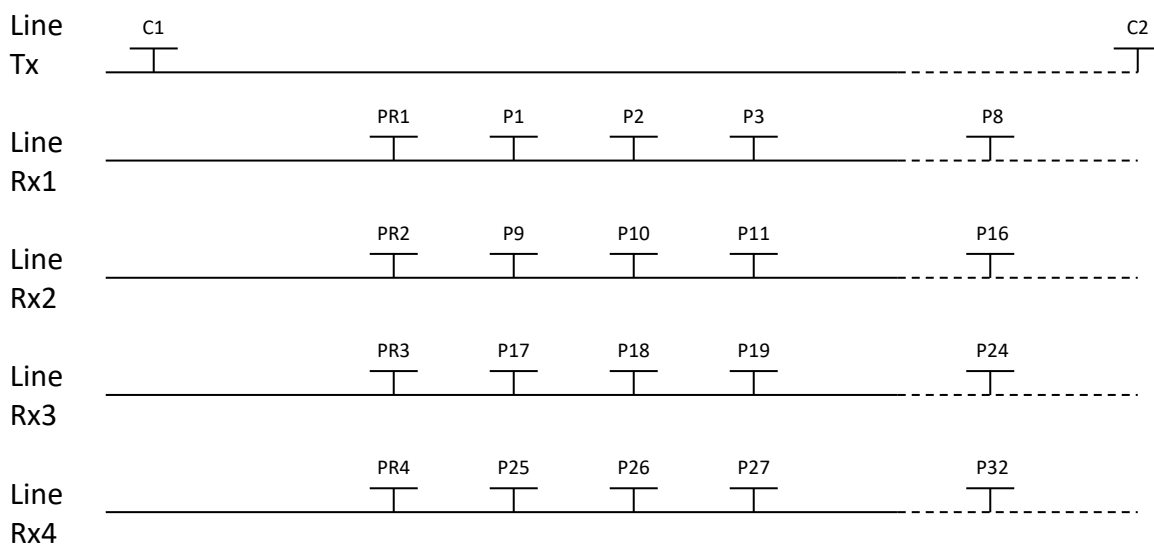 Line
Tx
C1 C2
Line
Rx1
PR1 P1 P2 P3 P8
Line
Rx2
PR2 P9 P10 P11 P16
Line
Rx3
PR3 P17 P18 P19 P24
Line
Rx4
PR4 P25 P26 P27 P32